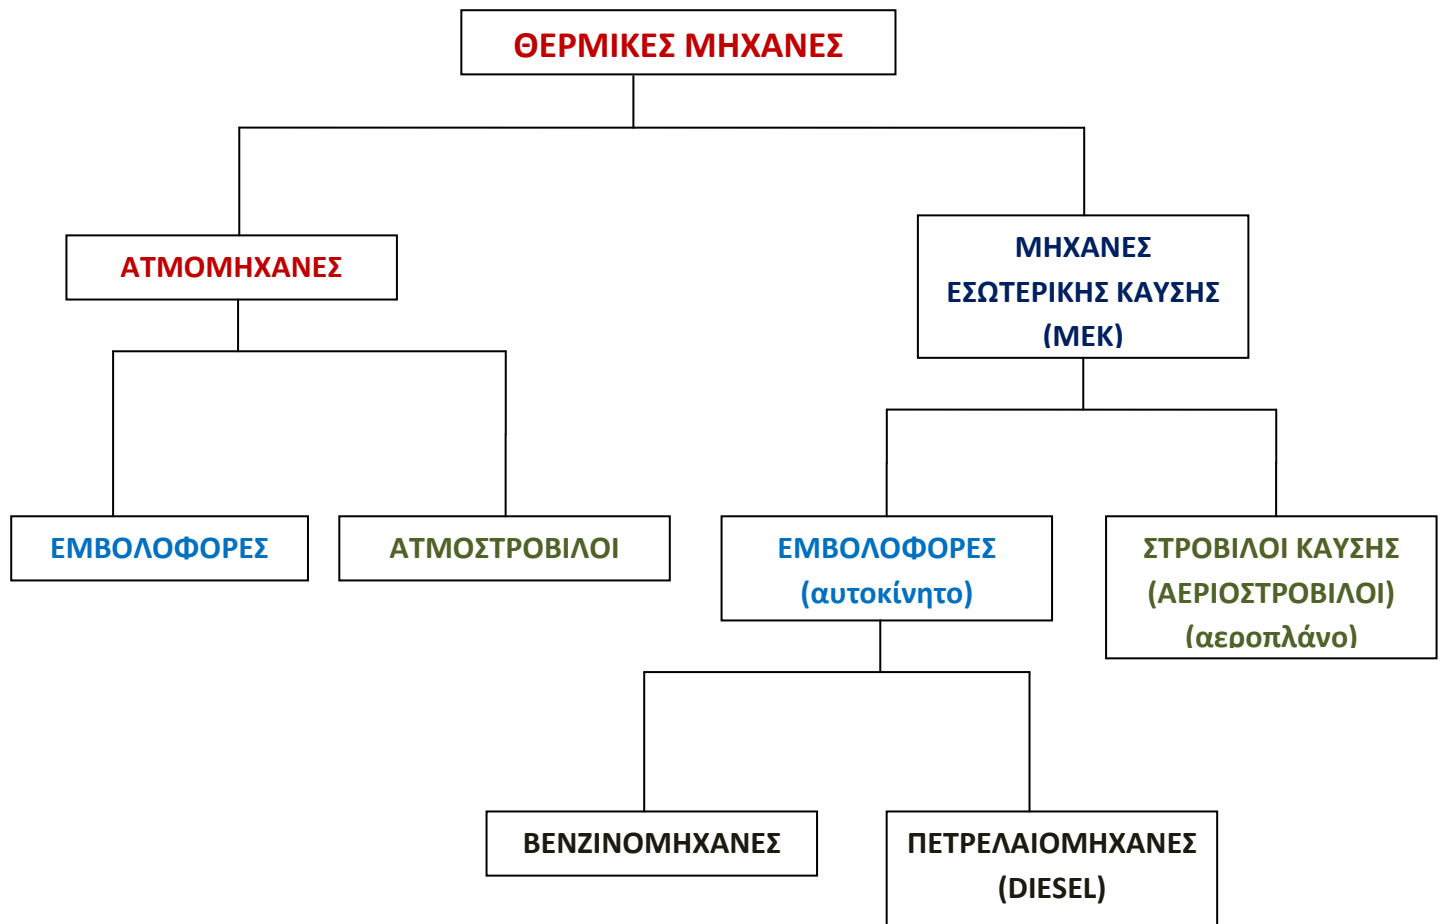 ΘΕΡΜΙΚΕΣ ΜΗΧΑΝΕΣ
ΑΤΜΟΜΗΧΑΝΕΣ
ΜΗΧΑΝΕΣ
ΕΣΩΤΕΡΙΚΗΣ ΚΑΥΣΗΣ
(ΜΕΚ)
ΕΜΒΟΛΟΦΟΡΕΣ
ΑΤΜΟΣΤΡΟΒΙΛΟΙ
ΕΜΒΟΛΟΦΟΡΕΣ
(αυτοκίνητο)
ΣΤΡΟΒΙΛΟΙ ΚΑΥΣΗΣ
(ΑΕΡΙΟΣΤΡΟΒΙΛΟΙ)
(αεροπλάνο)
ΒΕΝΖΙΝΟΜΗΧΑΝΕΣ
ΠΕΤΡΕΛΑΙΟΜΗΧΑΝΕΣ
(DIESEL)